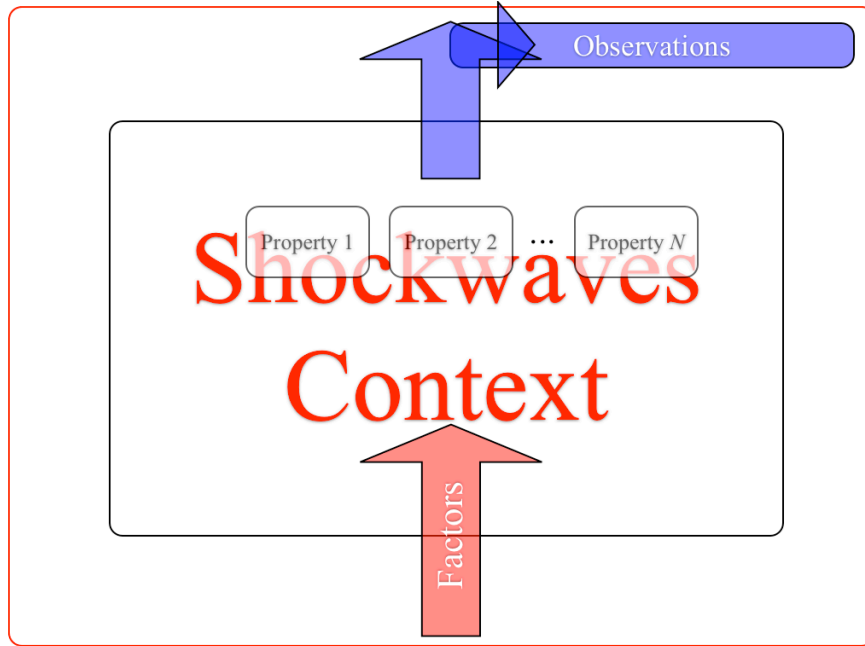 Observations
Property 1 Property 2 ... Property N
Shockwaves
Context
Factors